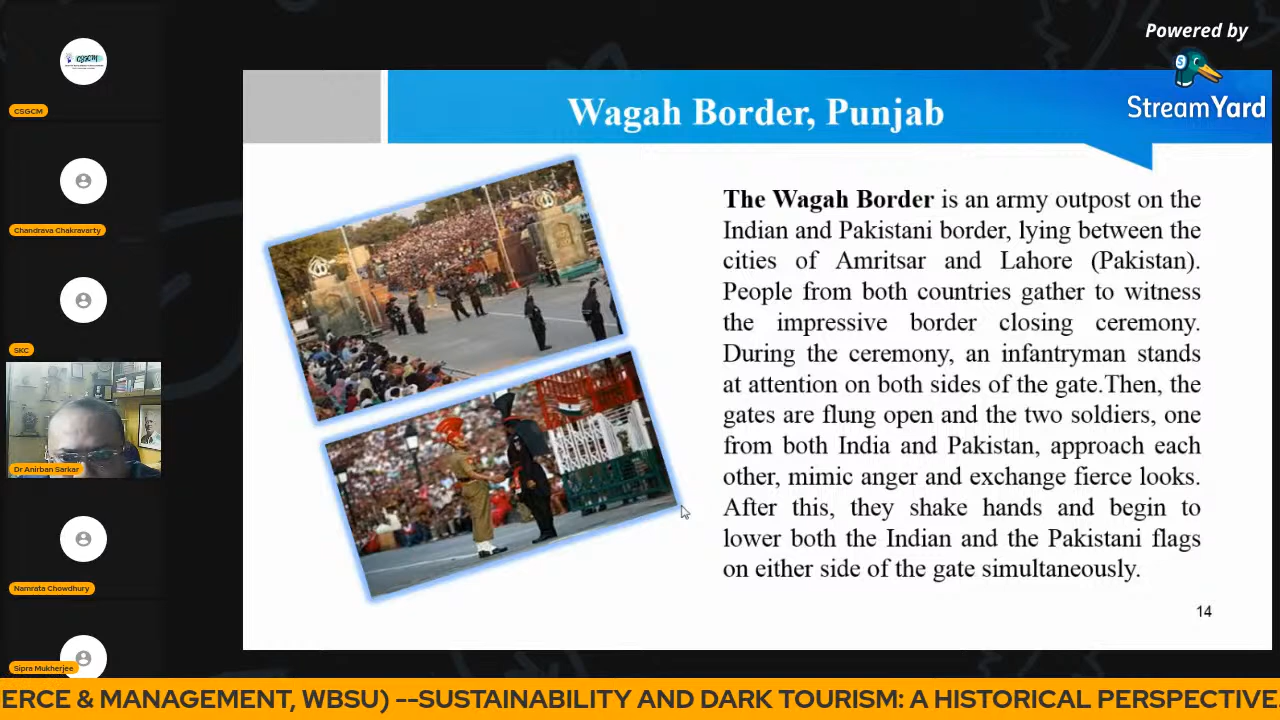 Powered by
StreamYard
CSGCM
CSGCM
Chandrava Chakravarty
SKC
Dr Anirban Sarkar
Namrata Chowdhury
Sipra Mukherjee
Wagah Border, Punjab
The Wagah Border is an army outpost on the
Indian and Pakistani border, lying between the
cities of Amritsar and Lahore (Pakistan).
People from both countries gather to witness
the impressive border closing ceremony.
During the ceremony, an infantryman stands
at attention on both sides of the gate.Then, the
gates are flung open and the two soldiers, one
from both India and Pakistan, approach each
other, mimic anger and exchange fierce looks.
After this, they shake hands and begin to
lower both the Indian and the Pakistani flags
on either side of the gate simultaneously.
14
ERCE & MANAGEMENT, WBSU) --SUSTAINABILITY AND DARK TOURISM: A HISTORICAL PERSPECTIVE.